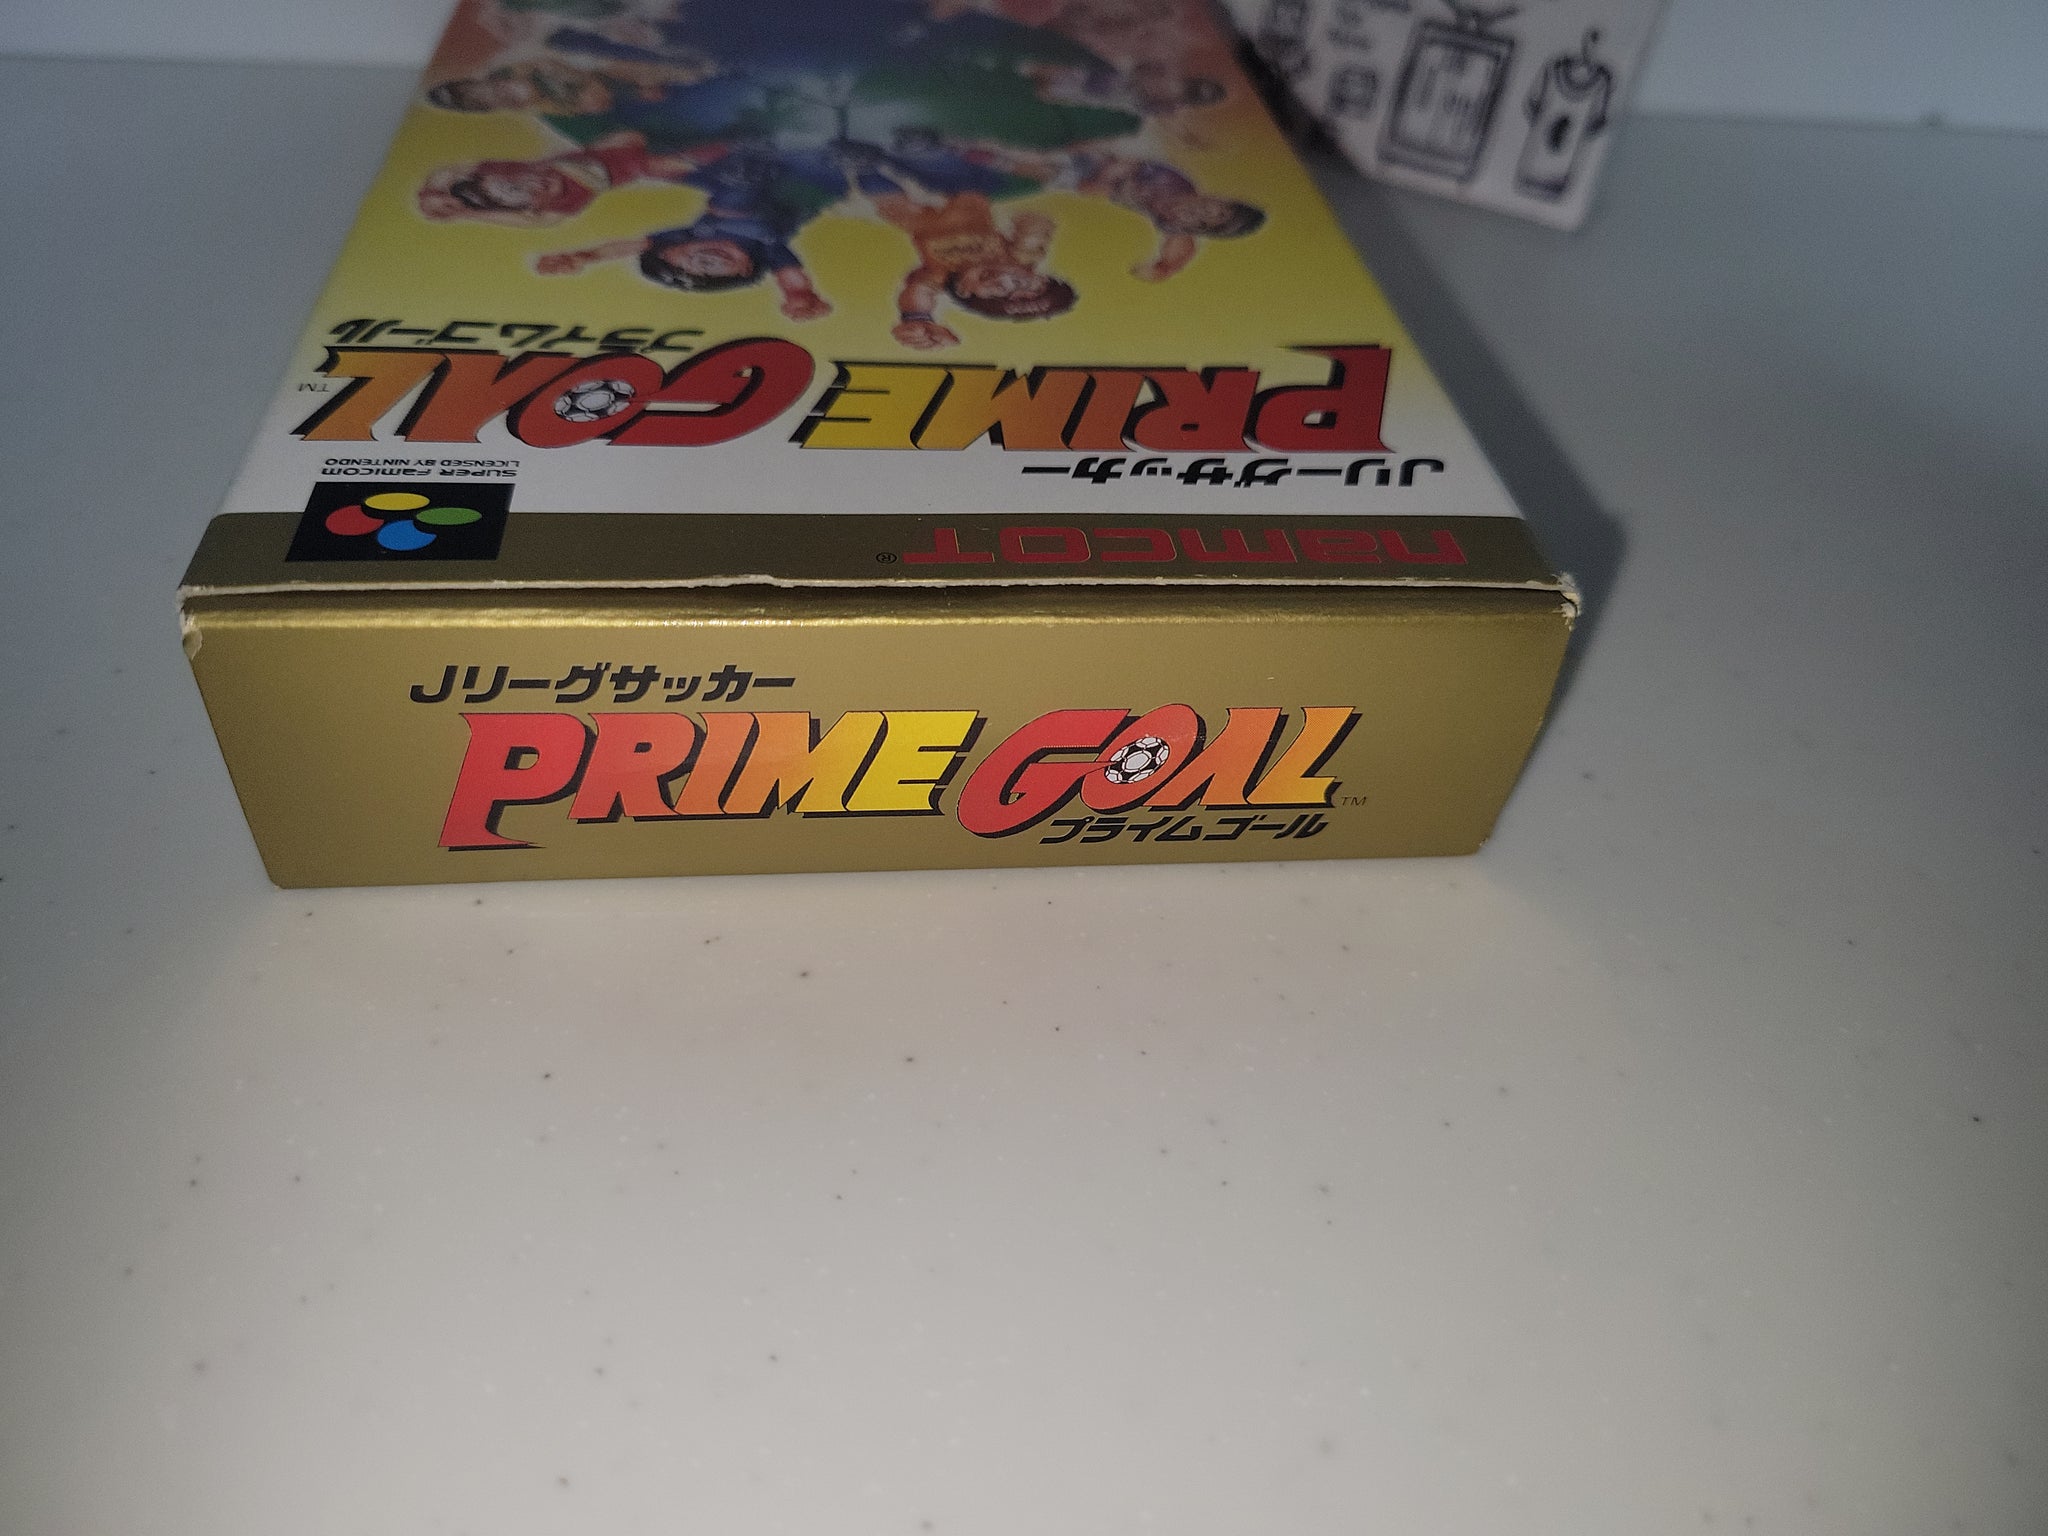 プライムゴール
PRIME GOAL
TM
Jリーグサッカー
SUPER FAMICOM
LICENSED BY NINTENDO
namcoT
®
Jリーグサッカー
PRIME GOAL
TM
プライムゴール